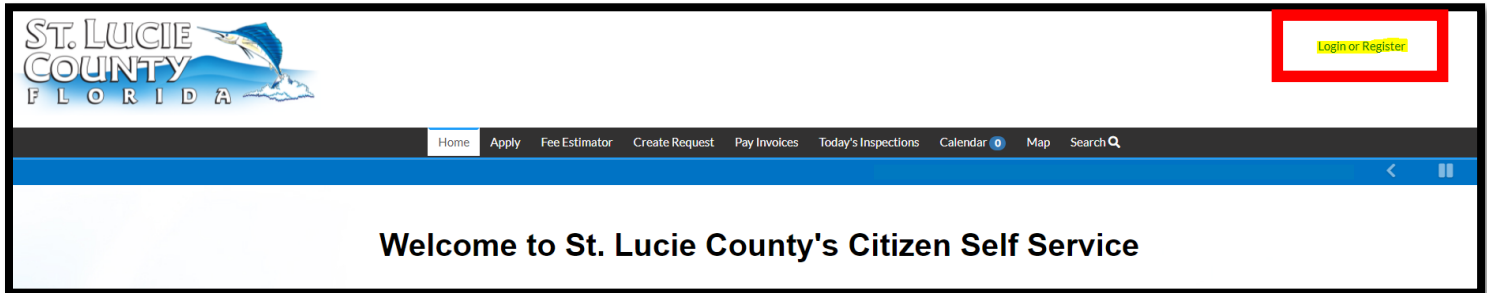 ST. LUCIE
COUNTY
FLORIDA
Login or Register
Home Apply Fee Estimator Create Request Pay Invoices Today's Inspections Calendar 0 Map Search
Welcome to St. Lucie County's Citizen Self Service